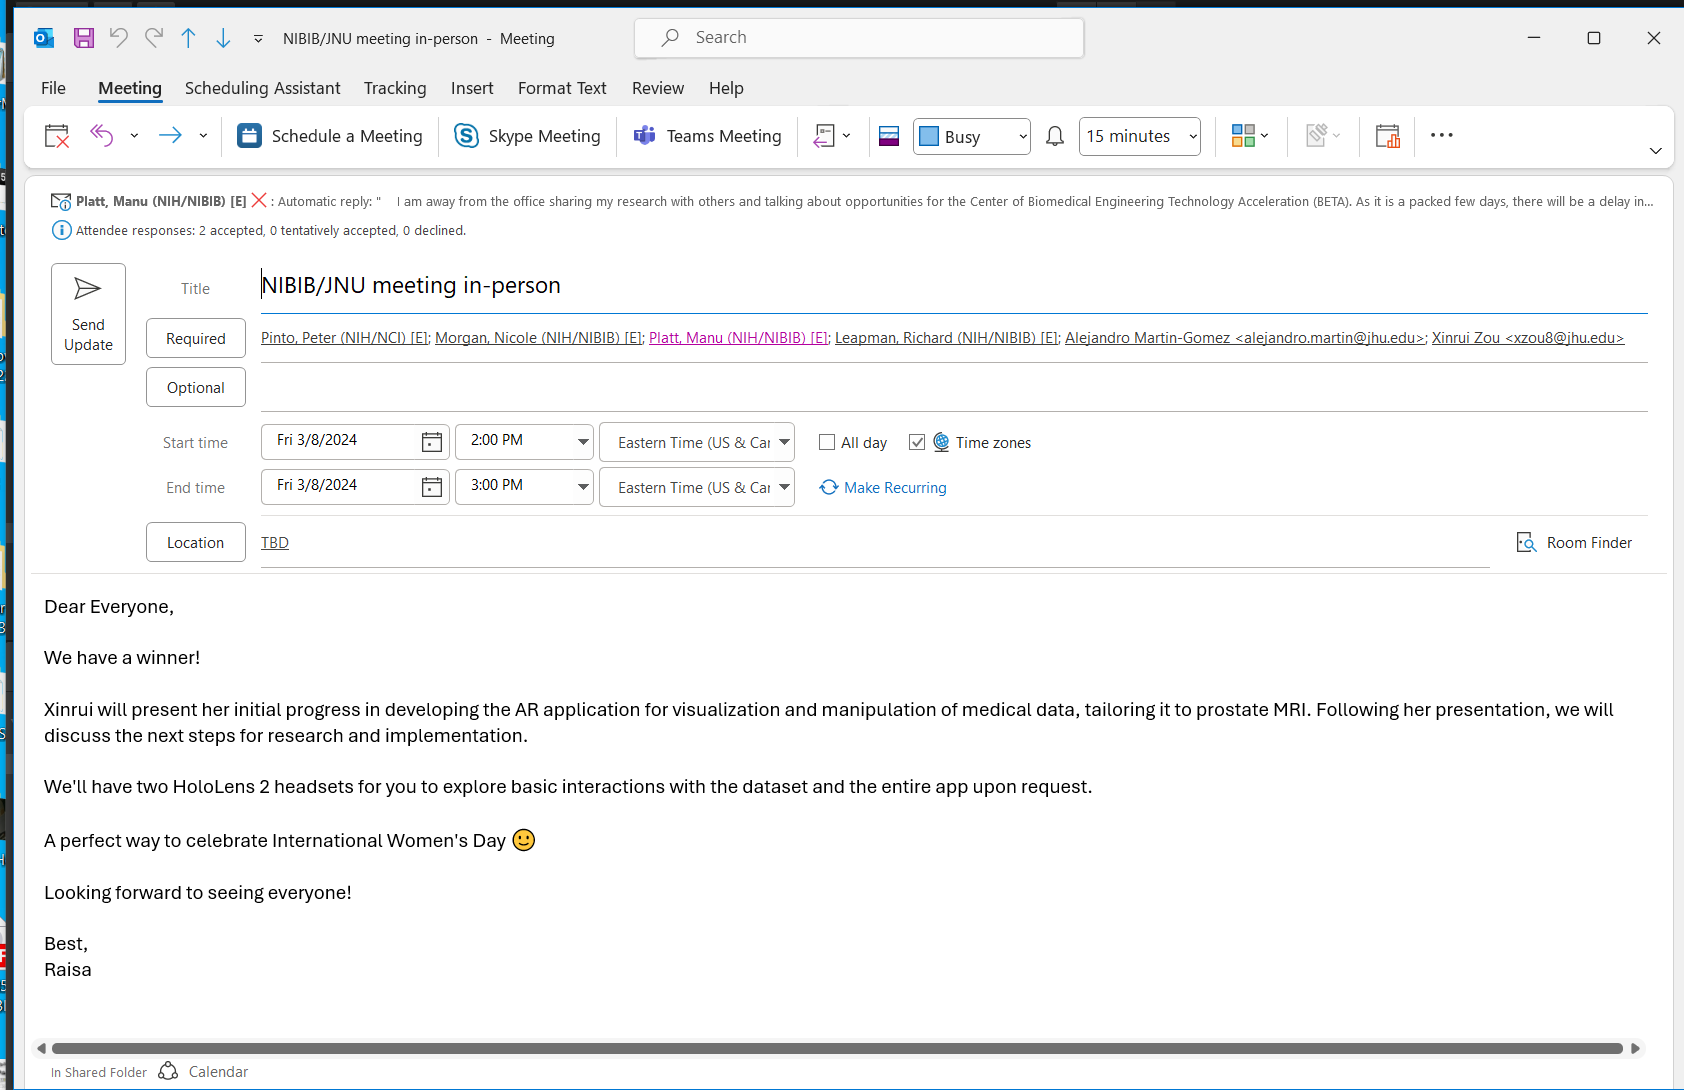 NIBIB/JNU meeting in-person - Meeting
Search
File Meeting Scheduling Assistant Tracking Insert Format Text Review Help
Schedule a Meeting Skype Meeting Teams Meeting Busy 15 minutes
Platt, Manu (NIH/NIBIB) [E] : Automatic reply: " I am away from the office sharing my research with others and talking about opportunities for the Center of Biomedical Engineering Technology Acceleration (BETA). As it is a packed few days, there will be a delay in...
Attendee responses: 2 accepted, 0 tentatively accepted, 0 declined.
Send
Update
Title NIBIB/JNU meeting in-person
Required Pinto, Peter (NIH/NCI) [E]; Morgan, Nicole (NIH/NIBIB) [E]; Platt, Manu (NIH/NIBIB) [E]; Leapman, Richard (NIH/NIBIB) [E]; Alejandro Martin-Gomez <alejandro.martin@jhu.edu>; Xinrui Zou <xzou8@jhu.edu>
Optional
Start time Fri 3/8/2024 2:00 PM Eastern Time (US & Car All day Time zones
End time Fri 3/8/2024 3:00 PM Eastern Time (US & Car Make Recurring
Location TBD Room Finder
Dear Everyone,
We have a winner!
Xinrui will present her initial progress in developing the AR application for visualization and manipulation of medical data, tailoring it to prostate MRI. Following her presentation, we will
discuss the next steps for research and implementation.
We'll have two HoloLens 2 headsets for you to explore basic interactions with the dataset and the entire app upon request.
A perfect way to celebrate International Women's Day 🙂
Looking forward to seeing everyone!
Best,
Raisa
In Shared Folder Calendar